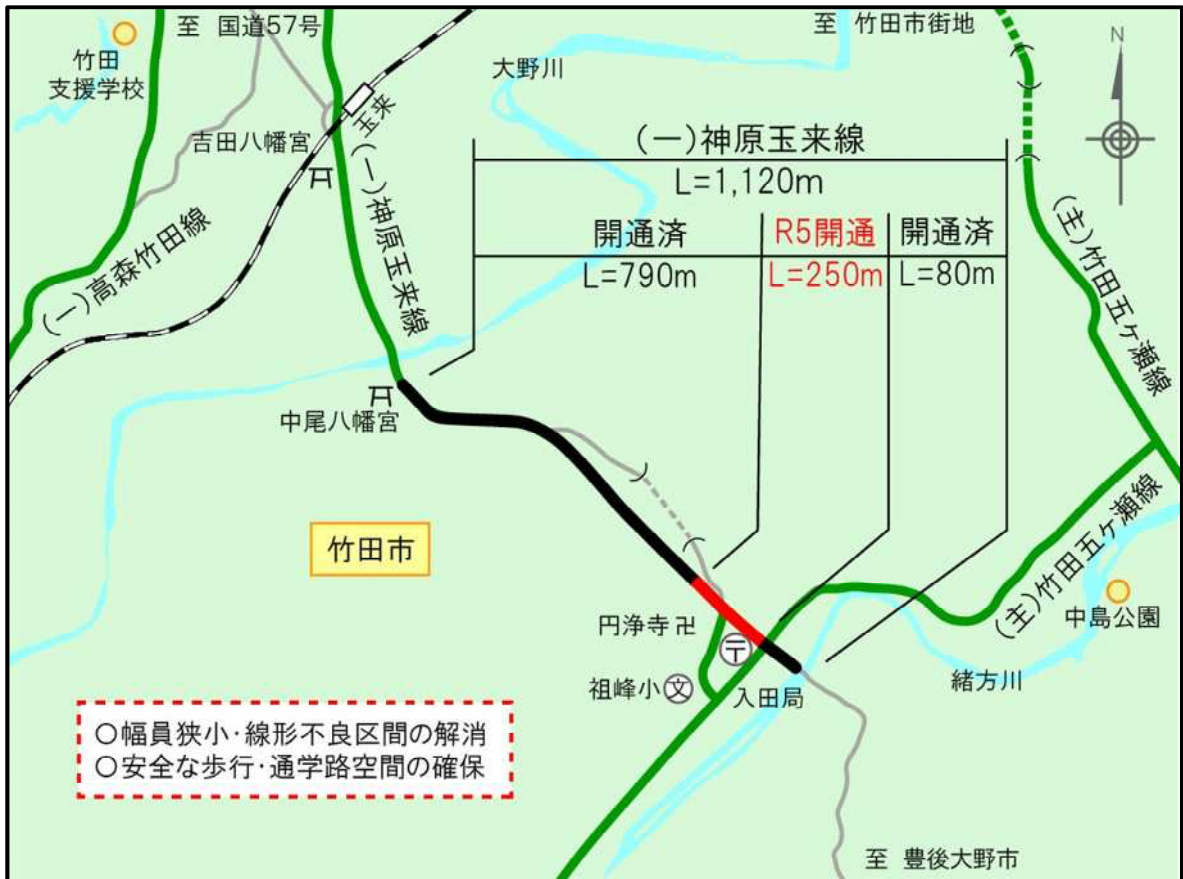 至 国道57号
至 竹田市街地
N
竹田
支援学校
大野川
玉来
吉田八幡宮
(一)神原玉来線
L=1,120m
開通済
R5開通
開通済
L=790m
L=250m
L=80m
(一)高森竹田線
(一)神原玉来線
(主)竹田五ヶ瀬線
中尾八幡宮
竹田市
(主)竹田五ヶ瀬線
中島公園
円浄寺卍
〒
祖峰小文
入田局
緒方川
○幅員狭小・線形不良区間の解消
○安全な歩行・通学路空間の確保
至 豊後大野市